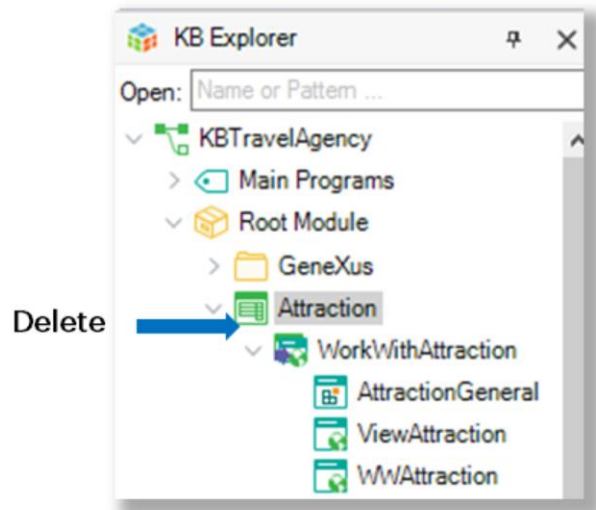 KB Explorer
Open: Name or Pattern ...
KBTravelAgency
Main Programs
Root Module
GeneXus
Delete
Attraction
WorkWithAttraction
AttractionGeneral
ViewAttraction
WWAttraction